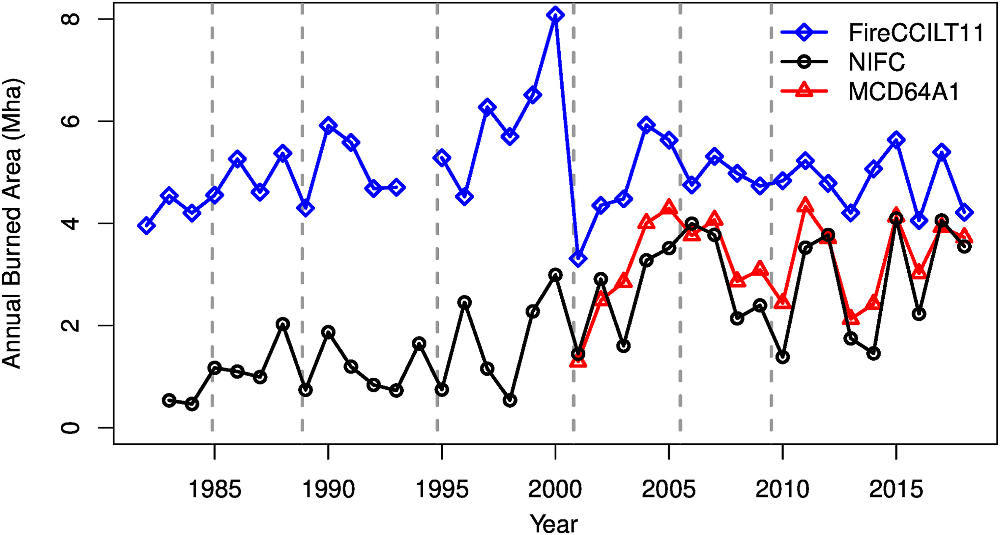 Annual Burned Area (Mha)
8
6
4
2
0
FireCCILT11
NIFC
MCD64A1
1985 1990 1995 2000 2005 2010 2015
Year